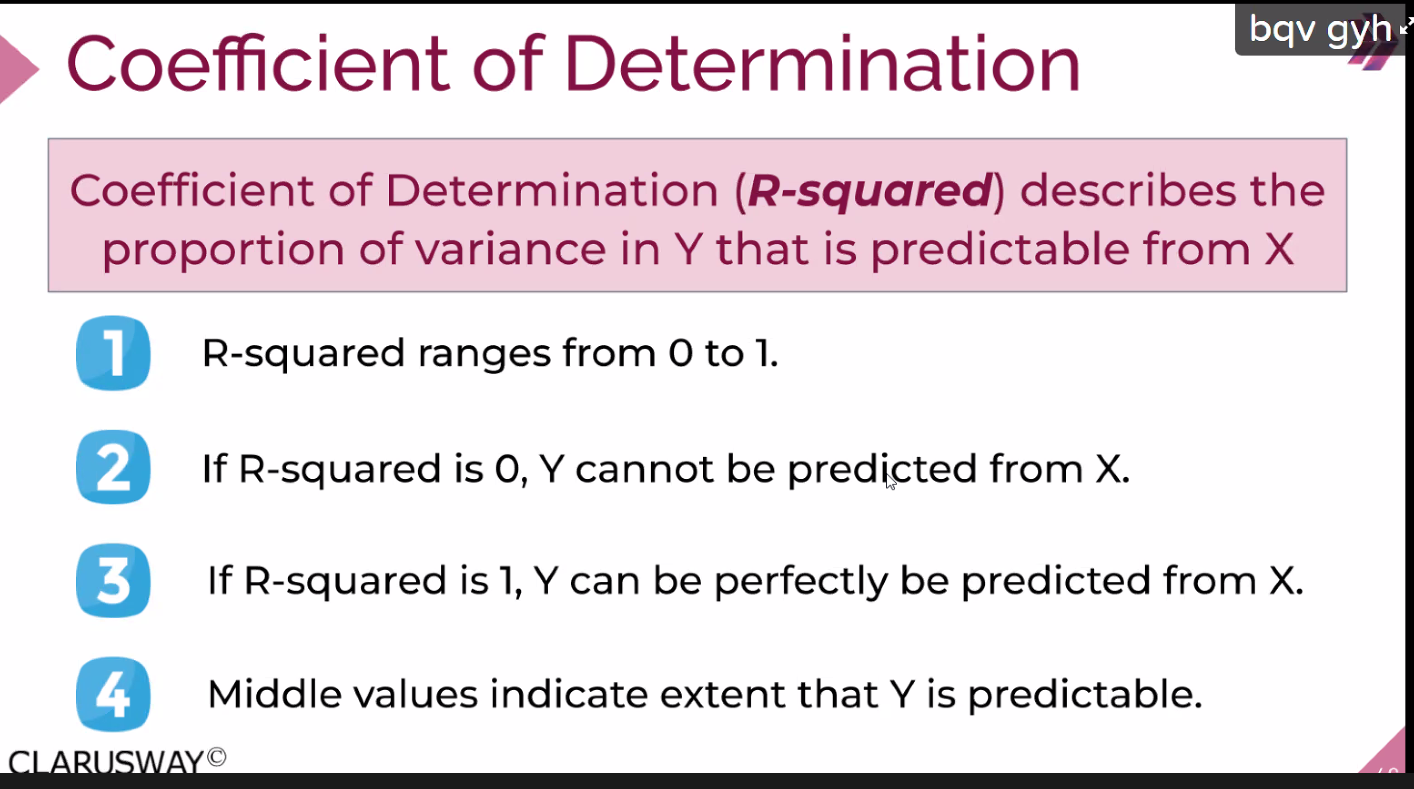 bqv gyh
Coefficient of Determination
Coefficient of Determination (R-squared) describes the
proportion of variance in Y that is predictable from X
1 R-squared ranges from 0 to 1.
2 If R-squared is 0, Y cannot be predicted from X.
3 If R-squared is 1, Y can be perfectly be predicted from X.
4 Middle values indicate extent that Y is predictable.
CLARUSWAY©